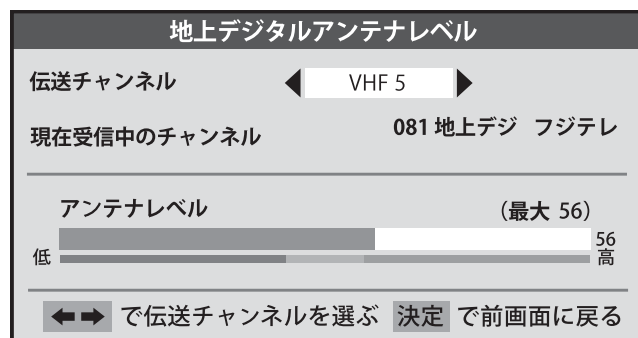 地上デジタルアンテナレベル
伝送チャンネル ◀ VHF 5 ▶
現在受信中のチャンネル 081 地上デジ フジテレ
アンテナレベル (最大 56)
56
低 高
⬅➡ で伝送チャンネルを選ぶ 決定 で前画面に戻る